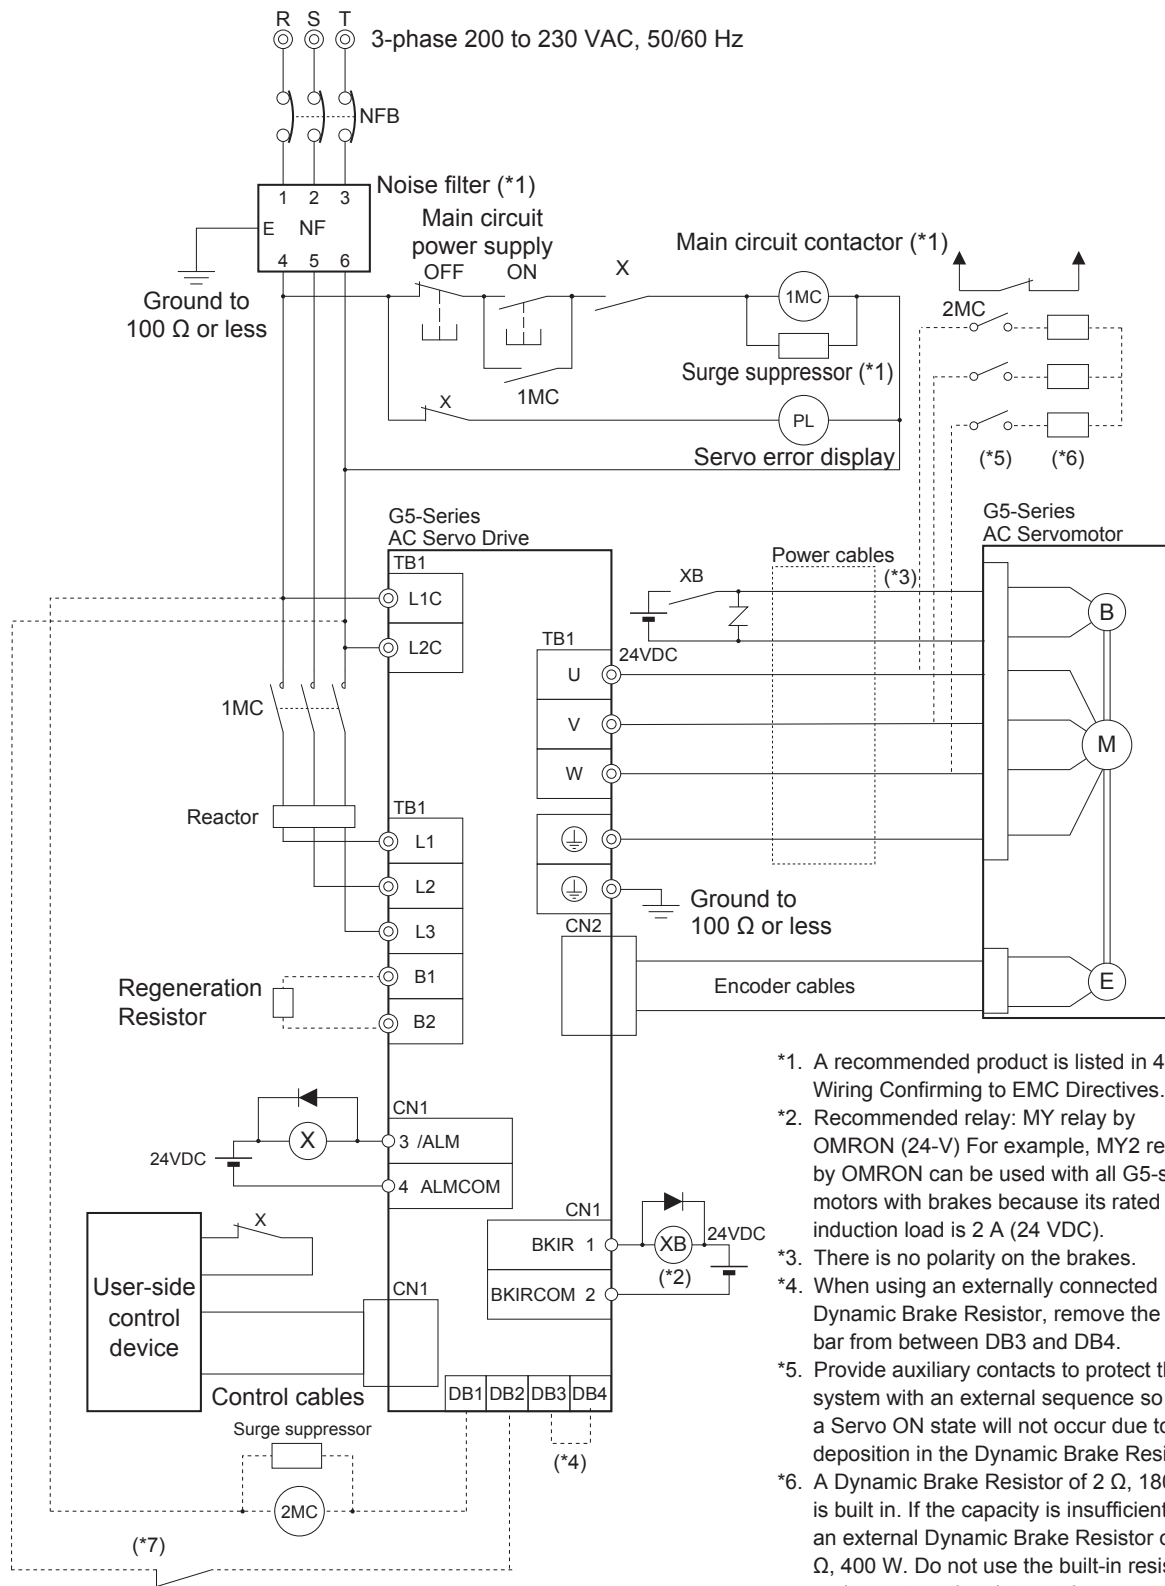 R S T
3-phase 200 to 230 VAC, 50/60 Hz
NFB
Noise filter (*1)
1 2 3
E NF
4 5 6
Ground to
100 Ω or less
Main circuit
power supply
OFF ON X
Main circuit contactor (*1)
1MC
Surge suppressor (*1)
1MC
X
PL
Servo error display
2MC
(*5) (*6)
G5-Series
AC Servo Drive
TB1
L1C
L2C
1MC
Reactor
TB1
L1
L2
L3
B1
B2
Regeneration
Resistor
XB
24VDC
Power cables
(*3)
TB1
U
V
W
Ground to
100 Ω or less
CN2
Encoder cables
G5-Series
AC Servomotor
B
M
E
CN1
X
3 /ALM
24VDC
4 ALMCOM
X
User-side
control
device
CN1
Control cables
CN1
BKIR 1
XB
24VDC
(*2)
BKIRCOM 2
DB1 DB2 DB3 DB4
(*4)
Surge suppressor
2MC
(*7)
*1. A recommended product is listed in 4
Wiring Confirming to EMC Directives.
*2. Recommended relay: MY relay by
OMRON (24-V) For example, MY2 re
by OMRON can be used with all G5-s
motors with brakes because its rated
induction load is 2 A (24 VDC).
*3. There is no polarity on the brakes.
*4. When using an externally connected
Dynamic Brake Resistor, remove the
bar from between DB3 and DB4.
*5. Provide auxiliary contacts to protect th
system with an external sequence so
a Servo ON state will not occur due to
deposition in the Dynamic Brake Resi
*6. A Dynamic Brake Resistor of 2 Ω, 18
is built in. If the capacity is insufficient
an external Dynamic Brake Resistor
Ω, 400 W. Do not use the built-in resis